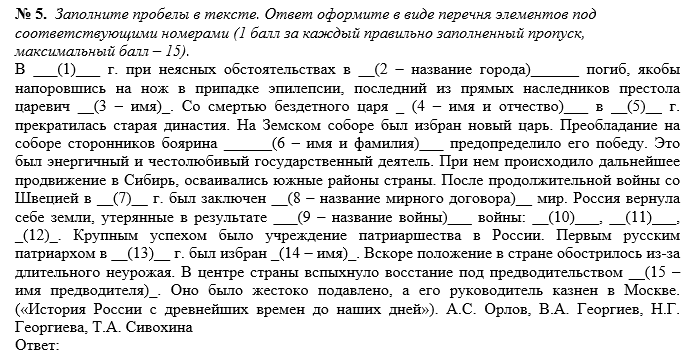 № 5. Заполните пробелы в тексте. Ответ оформите в виде перечня элементов под
соответствующими номерами (1 балл за каждый правильно заполненный пропуск,
максимальный балл – 15).
В ___(1)___ г. при неясных обстоятельствах в __(2 – название города)______ погиб, якобы
напоровшись на нож в припадке эпилепсии, последний из прямых наследников престола
царевич __(3 – имя)_. Со смертью бездетного царя _ (4 – имя и отчество)___ в __(5)__ г.
прекратилась старая династия. На Земском соборе был избран новый царь. Преобладание на
соборе сторонников боярина ______(6 – имя и фамилия)___ предопределило его победу. Это
был энергичный и честолюбивый государственный деятель. При нем происходило дальнейшее
продвижение в Сибирь, осваивались южные районы страны. После продолжительной войны со
Швецией в __(7)__ г. был заключен __(8 – название мирного договора)__ мир. Россия вернула
себе земли, утерянные в результате ___(9 – название войны)___ войны: __(10)___, __(11)___,
_(12)_. Крупным успехом было учреждение патриаршества в России. Первым русским
патриархом в __(13)__ г. был избран _(14 – имя)_. Вскоре положение в стране обострилось из-за
длительного неурожая. В центре страны вспыхнуло восстание под предводительством __(15 –
имя предводителя)_. Оно было жестоко подавлено, а его руководитель казнен в Москве.
(«История России с древнейших времен до наших дней»). А.С. Орлов, В.А. Георгиев, Н.Г.
Георгиева, Т.А. Сивохина
Ответ: